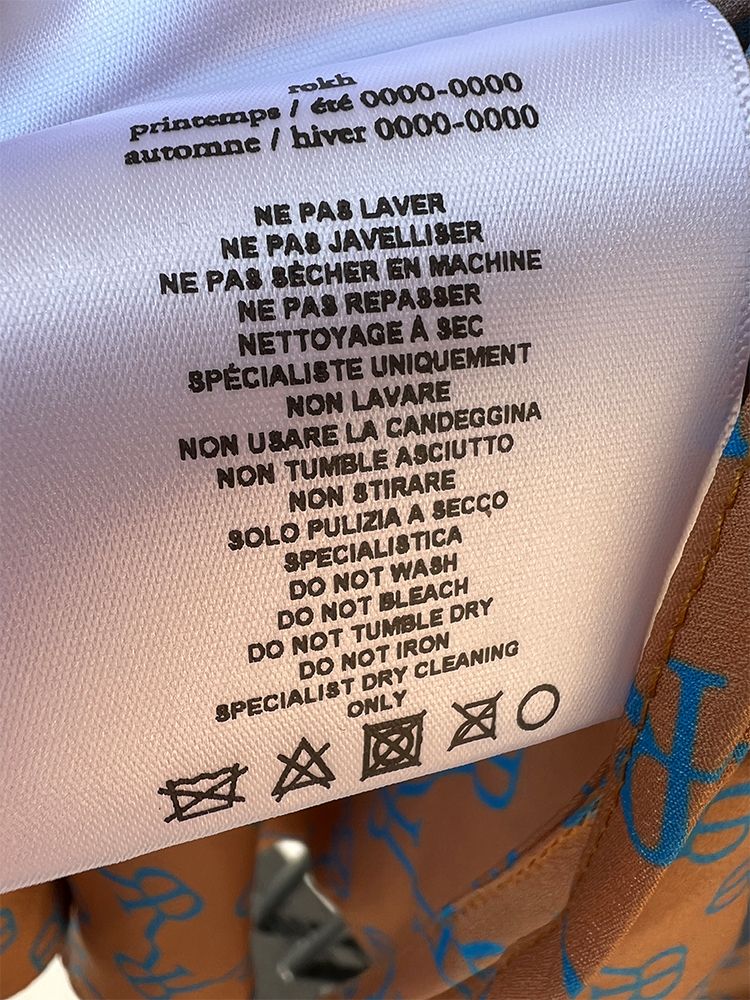 rokh
printemps / été 0000-0000
automne / hiver 0000-0000
NE PAS LAVER
NE PAS JAVELLISER
NE PAS SÈCHER EN MACHINE
NE PAS REPASSER
NETTOYAGE À SEC
SPÉCIALISTE UNIQUEMENT
NON LAVARE
NON USARE LA CANDEGGINA
NON TUMBLE ASCIUTTO
NON STIRARE
SOLO PULIZIA A SECCO
SPECIALISTICA
DO NOT WASH
DO NOT BLEACH
DO NOT TUMBLE DRY
DO NOT IRON
SPECIALIST DRY CLEANING
ONLY